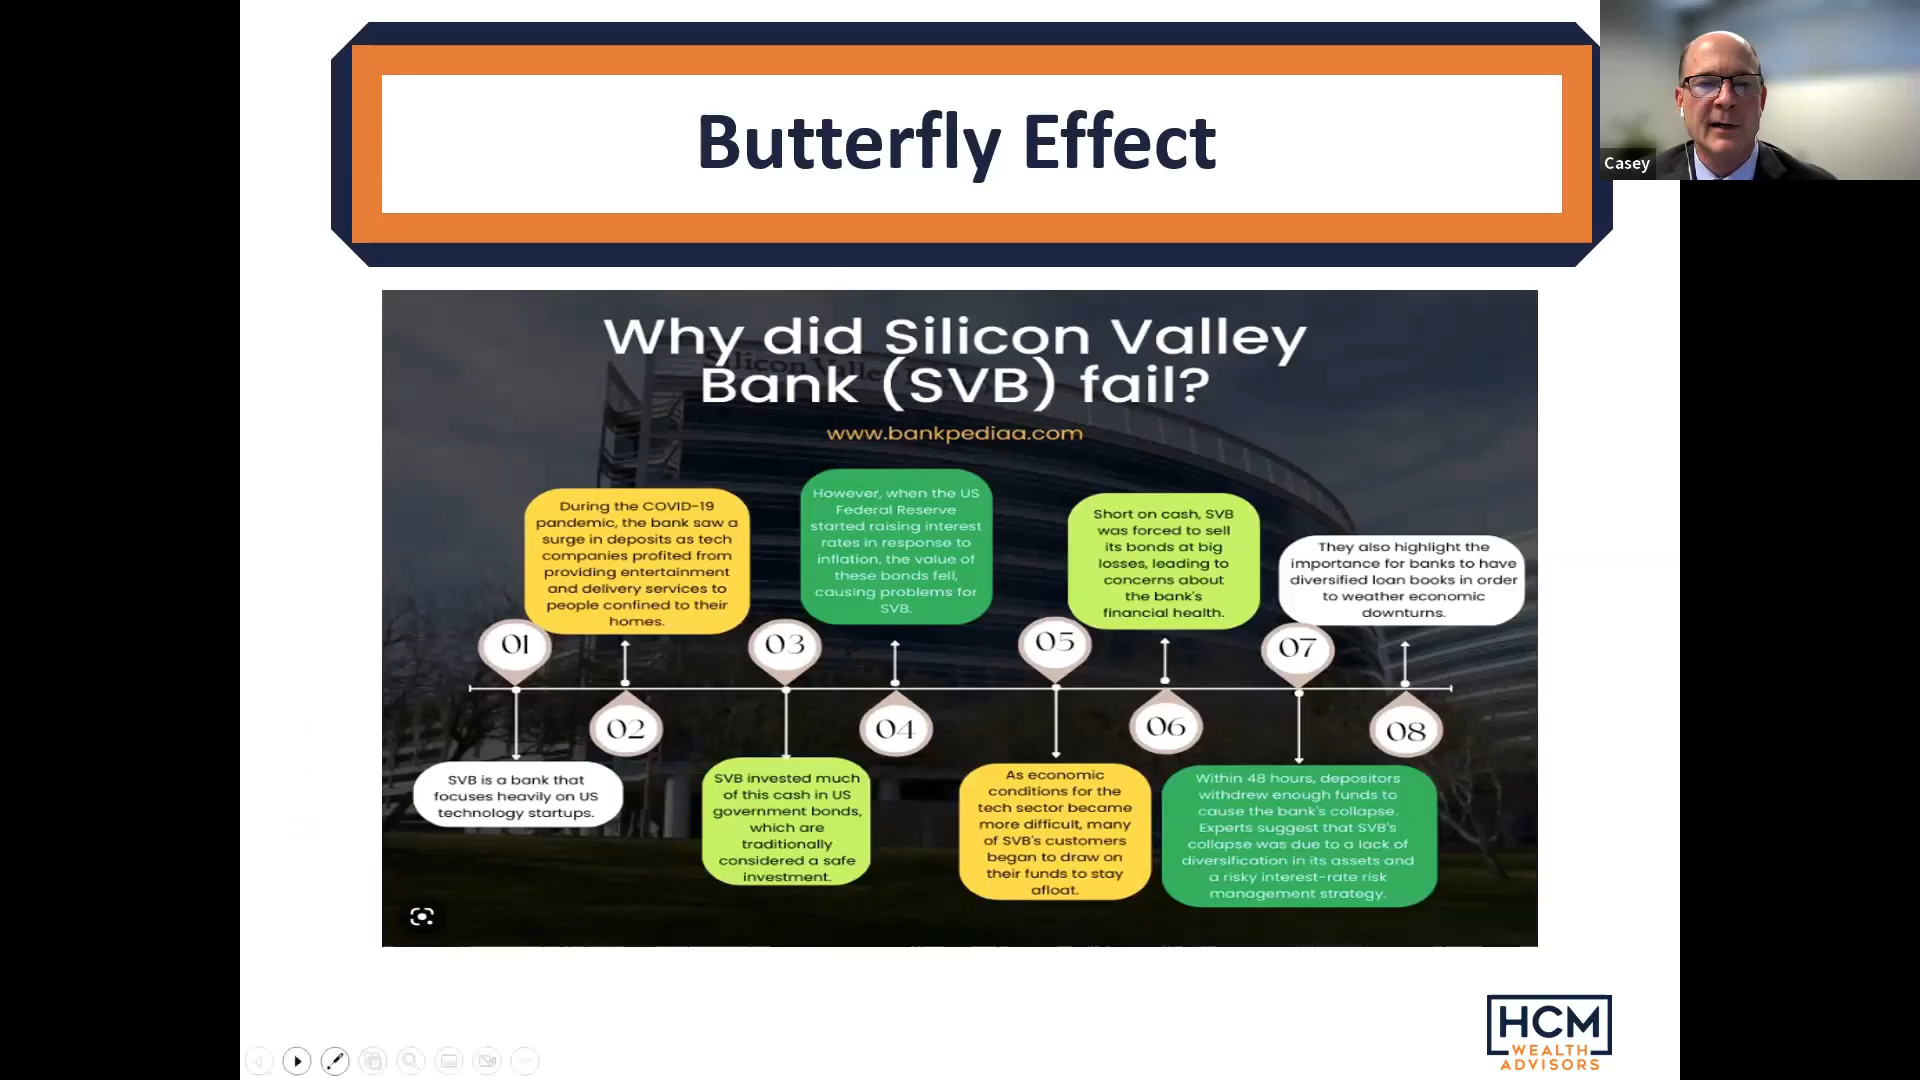 Butterfly Effect
Casey
Why did Silicon Valley
Bank (SVB) fail?
Silicon Valley
www.bankpediaa.com
01
SVB is a bank that
focuses heavily on US
technology startups.
02
During the COVID-19
pandemic, the bank saw a
surge in deposits as tech
companies profited from
providing entertainment
and delivery services to
people confined to their
homes.
03
SVB invested much
of this cash in US
government bonds,
which are
traditionally
considered a safe
investment.
04
However, when the US
Federal Reserve
started raising interest
rates in response to
inflation, the value of
these bonds fell,
causing problems for
SVB.
05
As economic
conditions for the
tech sector became
more difficult, many
of SVB's customers
began to draw on
their funds to stay
afloat.
06
Short on cash, SVB
was forced to sell
its bonds at big
losses, leading to
concerns about
the bank's
financial health.
07
Within 48 hours, depositors
withdrew enough funds to
cause the bank's collapse.
Experts suggest that SVB's
collapse was due to a lack of
diversification in its assets and
a risky interest-rate risk
management strategy.
08
They also highlight the
importance for banks to have
diversified loan books in order
to weather economic
downturns.
HCM
WEALTH
ADVISORS